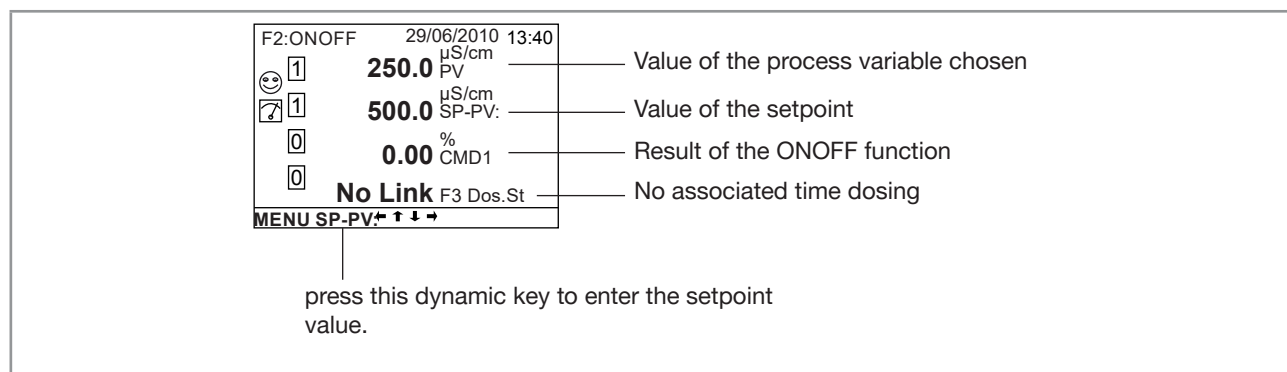 F2:ONOFF 29/06/2010 13:40
1 250.0 µS/cm PV Value of the process variable chosen
1 500.0 µS/cm SP-PV: Value of the setpoint
0 0.00 % CMD1 Result of the ONOFF function
0 No Link F3 Dos.St No associated time dosing
MENU SP-PV: ← ↑ ↓ →
press this dynamic key to enter the setpoint
value.